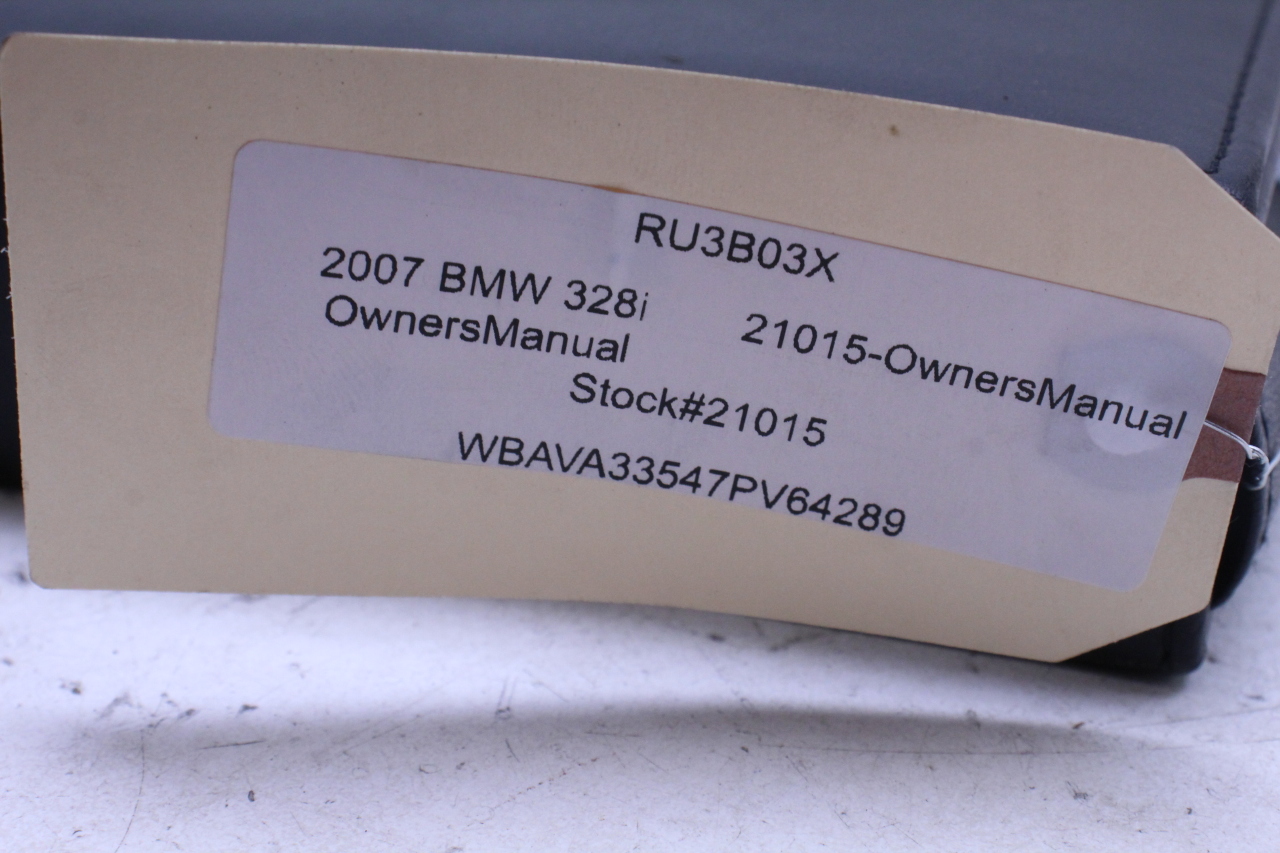 RU3B03X
2007 BMW 328i
OwnersManual
21015-OwnersManual
Stock#21015
WBAVA33547PV64289